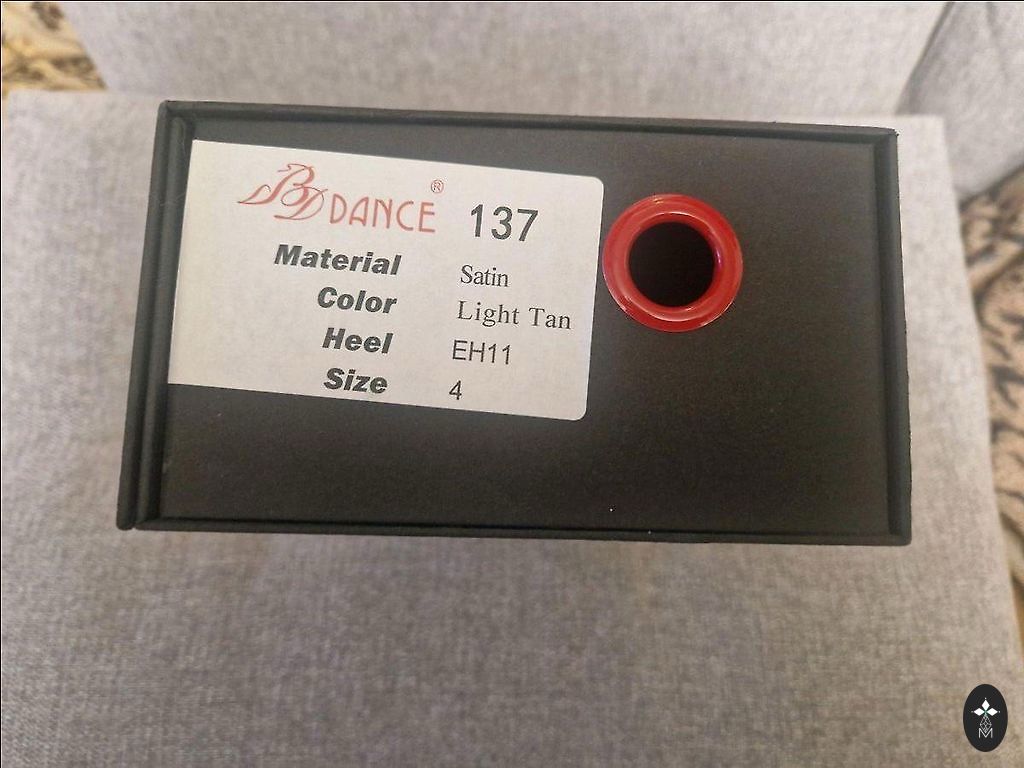 BD DANCE® 137
Material Satin
Color Light Tan
Heel EH11
Size 4
M